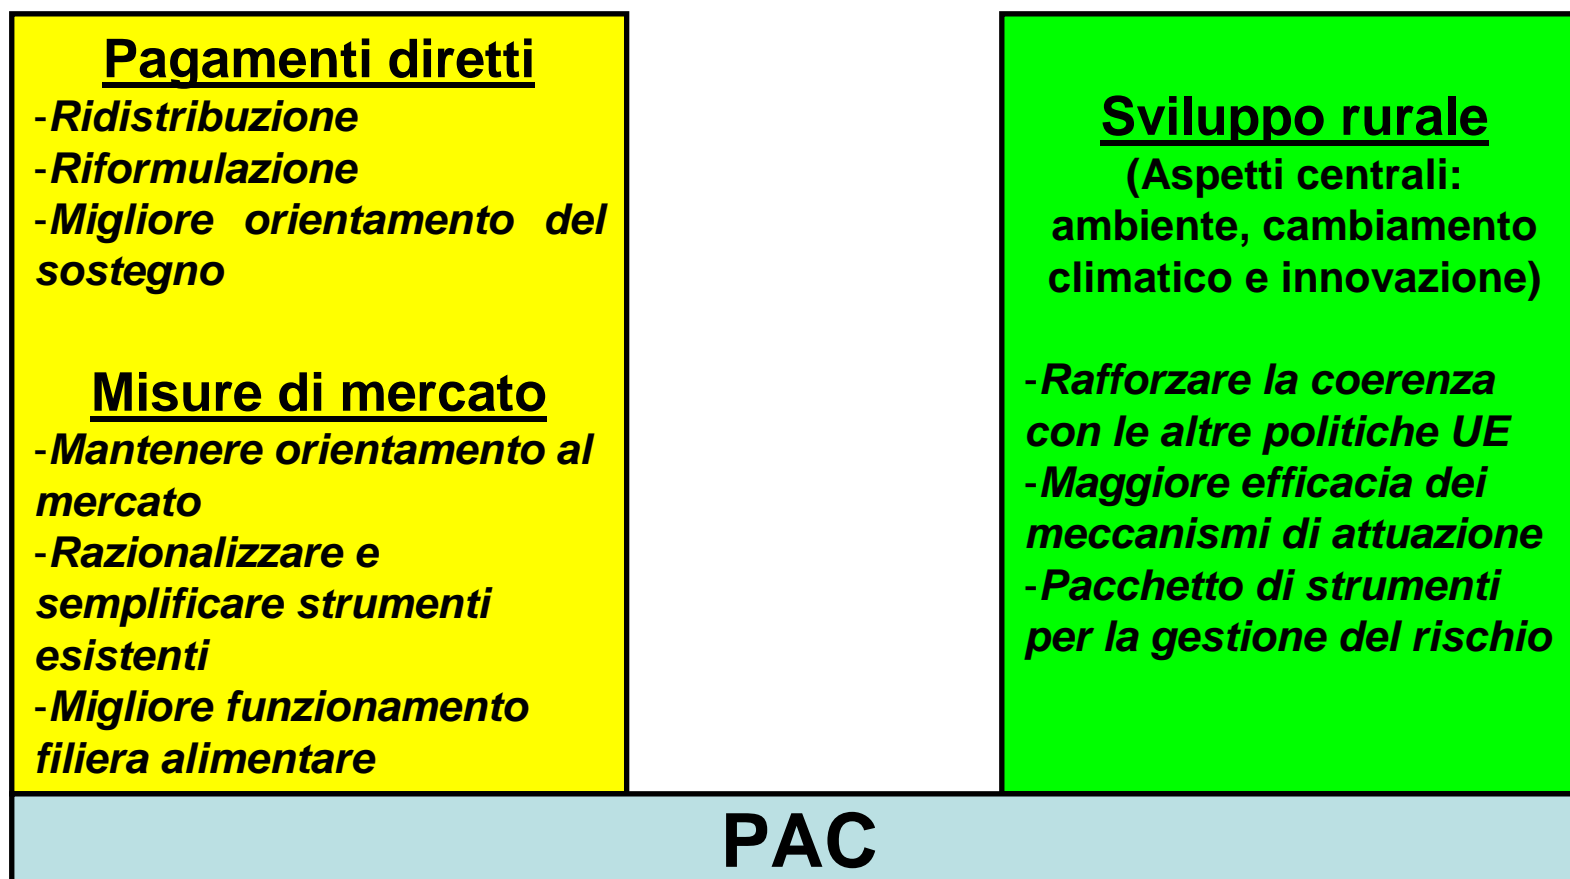 Pagamenti diretti
-Ridistribuzione
-Riformulazione
-Migliore orientamento del
sostegno
Misure di mercato
-Mantenere orientamento al
mercato
-Razionalizzare e
semplificare strumenti
esistenti
-Migliore funzionamento
filiera alimentare
Sviluppo rurale
(Aspetti centrali:
ambiente, cambiamento
climatico e innovazione)
-Rafforzare la coerenza
con le altre politiche UE
-Maggiore efficacia dei
meccanismi di attuazione
-Pacchetto di strumenti
per la gestione del rischio
PAC